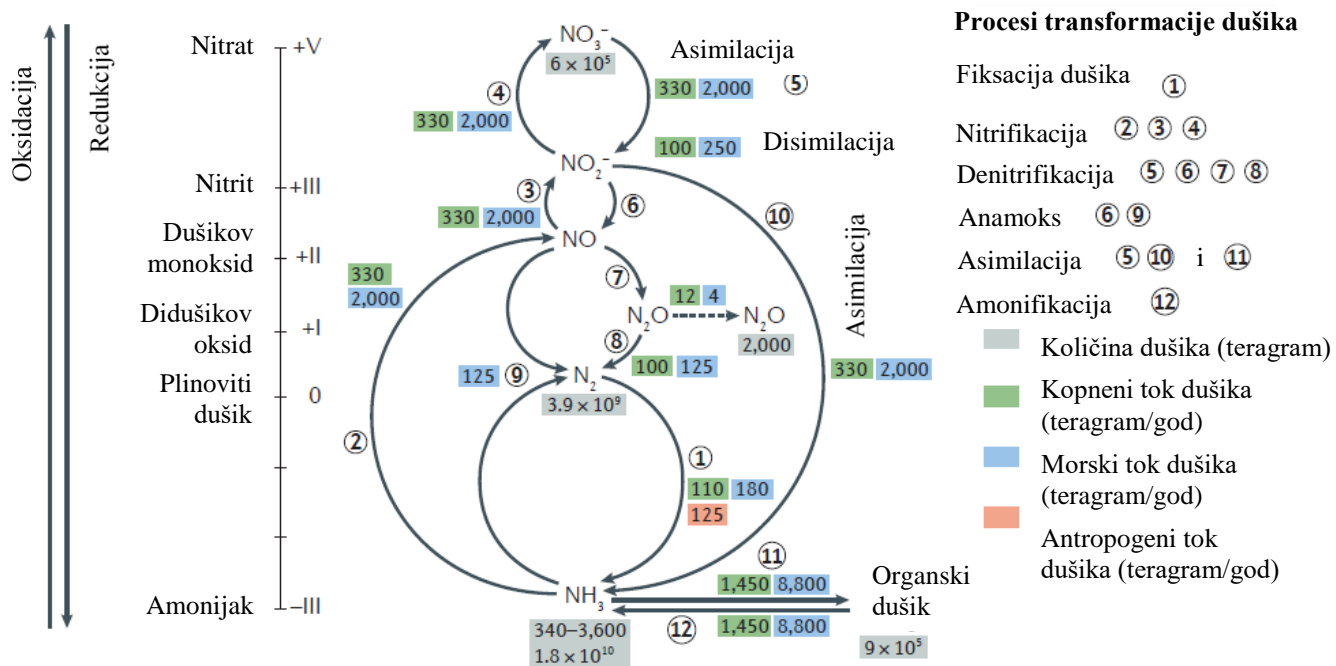 Oksidacija
Redukcija
Nitrat
+V
Nitrit
+III
Dušikov
monoksid
+II
Didušikov
oksid
+I
Plinoviti
dušik
0
Amonijak
–III
NO3−
6 × 10⁵
Asimilacija
④
330 2,000
330 2,000 ⑤
100 250
Disimilacija
NO2−
③
330 2,000
⑥
⑩
NO
330
2,000
⑦
N₂O
12 4
N₂O
2,000
Asimilacija
⑧
100 125
125 ⑨
N₂
3.9 × 10⁹
330 2,000
②
①
110 180
125
⑪
1,450 8,800
NH₃
Organski
dušik
340–3,600
1.8 × 10¹⁰
⑫
1,450 8,800
9 × 10⁵
Procesi transformacije dušika
Fiksacija dušika ①
Nitrifikacija ② ③ ④
Denitrifikacija ⑤ ⑥ ⑦ ⑧
Anamoks ⑥ ⑨
Asimilacija ⑤ ⑩ i ⑪
Amonifikacija ⑫
Količina dušika (teragram)
Kopneni tok dušika
(teragram/god)
Morski tok dušika
(teragram/god)
Antropogeni tok
dušika (teragram/god)